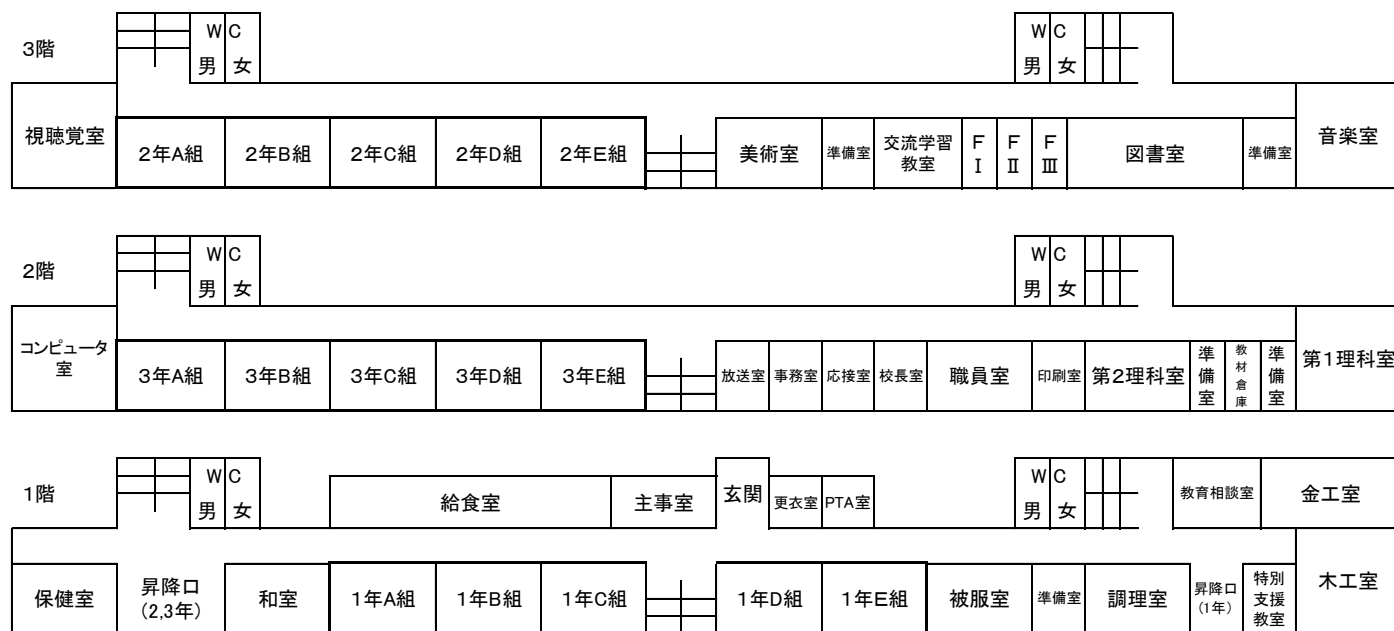 3階
WC WC
男 女 男 女
視聴覚室 2年A組 2年B組 2年C組 2年D組 2年E組 美術室 準備室 交流学習教室 FⅠ FⅡ FⅢ 図書室 準備室 音楽室
2階
WC WC
男 女 男 女
コンピュータ室 3年A組 3年B組 3年C組 3年D組 3年E組 放送室 事務室 応接室 校長室 職員室 印刷室 第2理科室 準備室 教材倉庫 準備室 第1理科室
1階
WC WC
男 女 給食室 主事室 玄関 更衣室 PTA室 男 女 教育相談室 金工室
保健室 昇降口(2,3年) 和室 1年A組 1年B組 1年C組 1年D組 1年E組 被服室 準備室 調理室 昇降口(1年) 特別支援教室 木工室